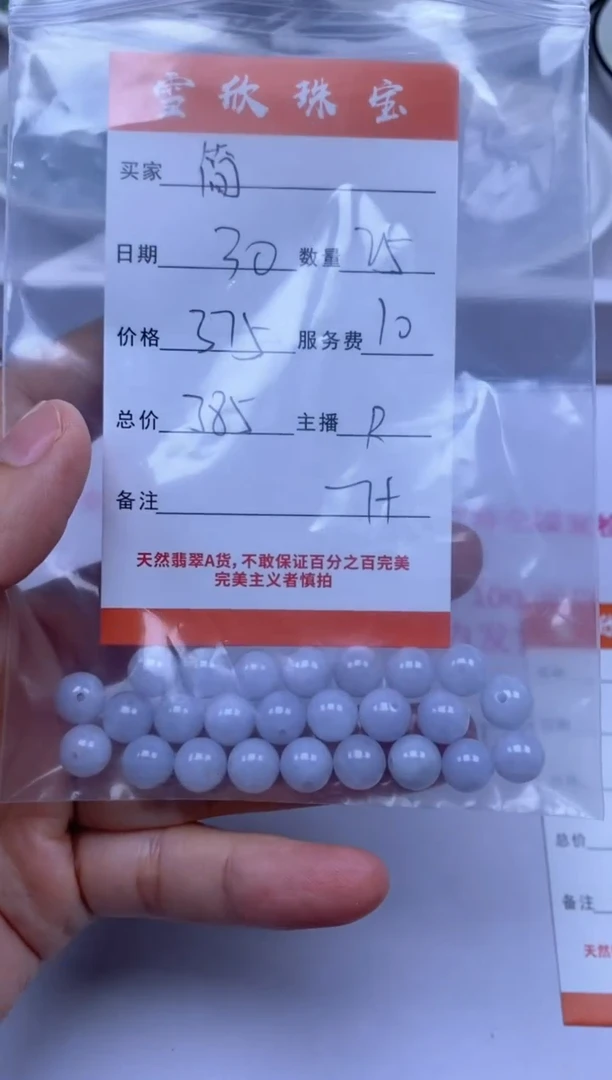 雪欣珠宝
买家 简
日期 30 数量 25
价格 375 服务费 10
总价 385 主播 R
备注 7+
天然翡翠A货,不敢保证百分之百完美
完美主义者慎拍
总价
备注
天然